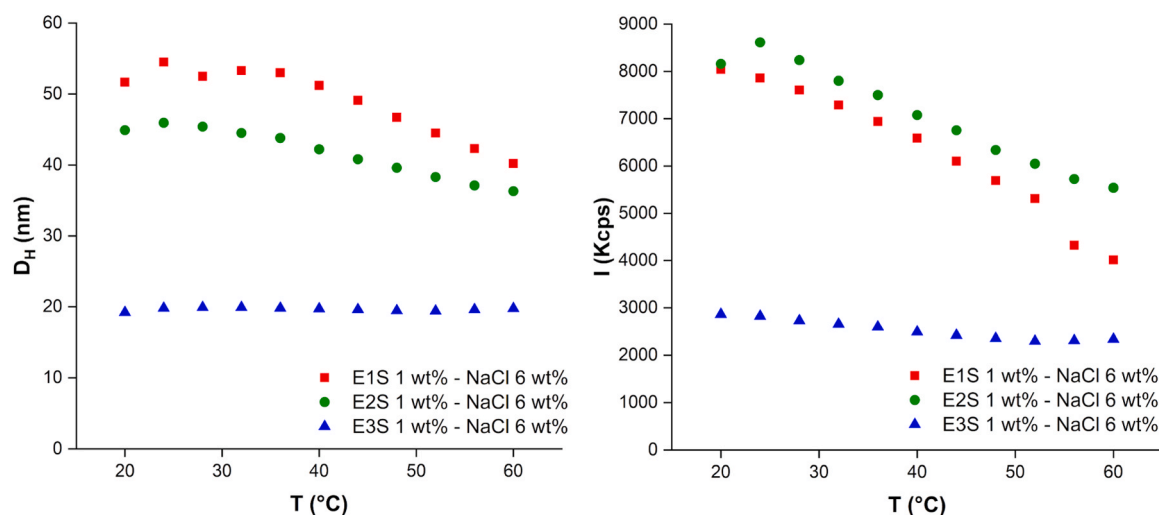 60
50
40
30
20
10
0
D_H (nm)
20
30
40
50
60
T (°C)
E1S 1 wt% - NaCl 6 wt%
E2S 1 wt% - NaCl 6 wt%
E3S 1 wt% - NaCl 6 wt%
9000
8000
7000
6000
5000
4000
3000
2000
1000
0
I (Kcps)
20
30
40
50
60
T (°C)
E1S 1 wt% - NaCl 6 wt%
E2S 1 wt% - NaCl 6 wt%
E3S 1 wt% - NaCl 6 wt%